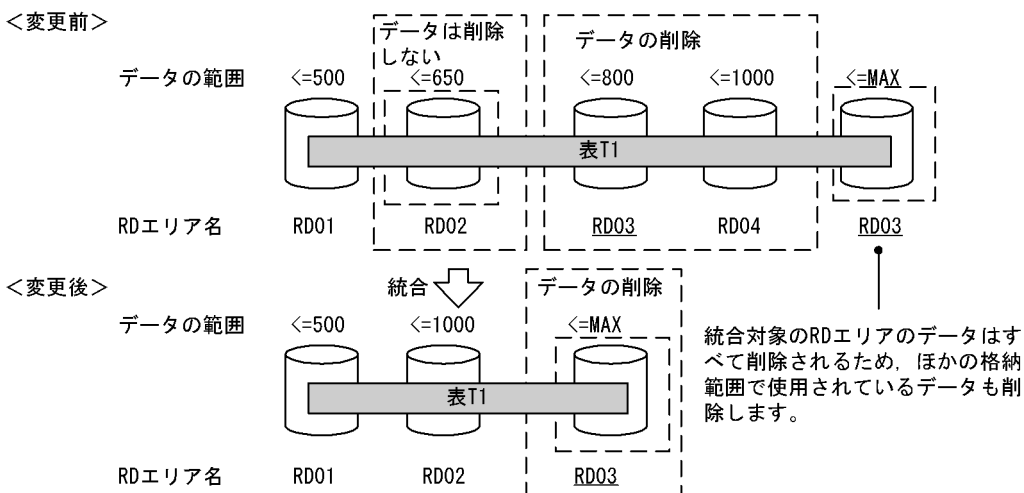 ＜変更前＞
データは削除
しない
データの削除
データの範囲 <=500 <=650 <=800 <=1000 <=MAX
表T1
RDエリア名 RD01 RD02 RD03 RD04 RD03
＜変更後＞
統合
データの削除
データの範囲 <=500 <=1000 <=MAX
統合対象のRDエリアのデータはす
べて削除されるため，ほかの格納
範囲で使用されているデータも削
除します。
表T1
RDエリア名 RD01 RD02 RD03